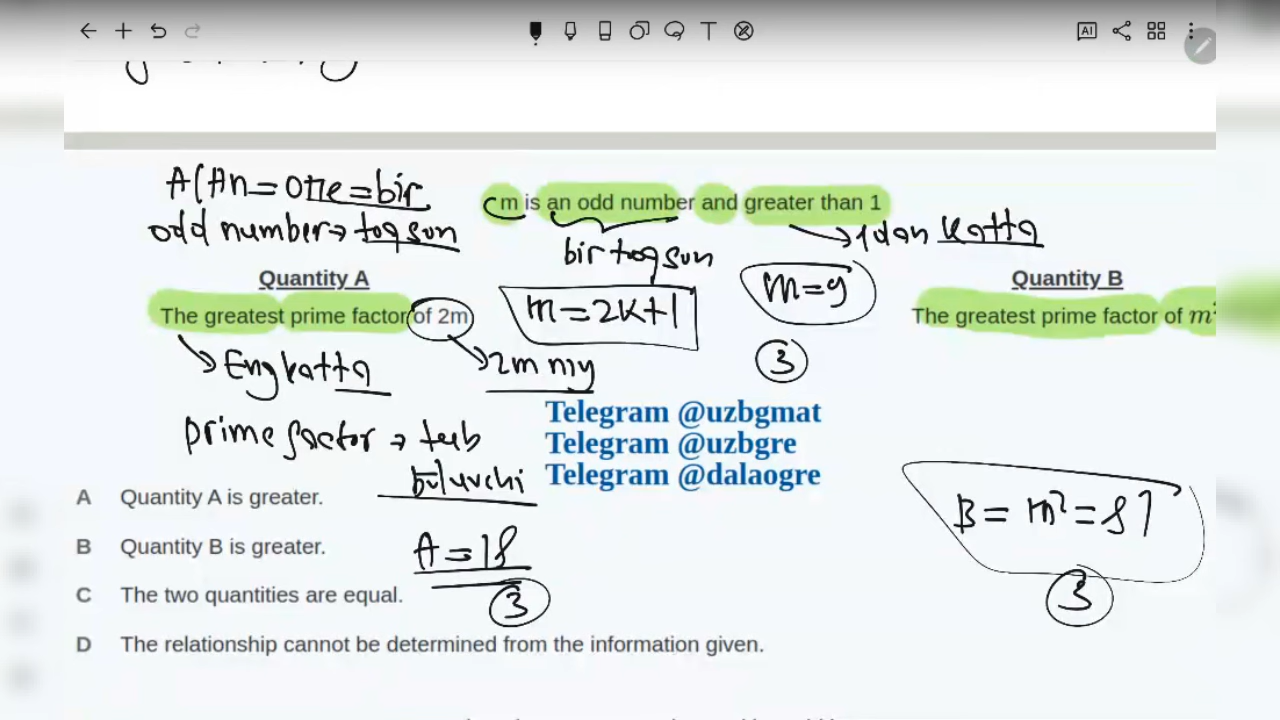 AI
A(An=one=bir
m is an odd number and greater than 1
odd number→toqson
→1dan katta
bir toqson
Quantity A
m=9
Quantity B
The greatest prime factor of 2m
m=2k+1
The greatest prime factor of m²
→Eng katta
→2m niy
3
Telegram @uzbgmat
prime factor→tub
Telegram @uzbgre
bo'luvchi
Telegram @dalaogre
A Quantity A is greater.
B = m²=81
B Quantity B is greater.
A=18
C The two quantities are equal.
3
3
D The relationship cannot be determined from the information given.